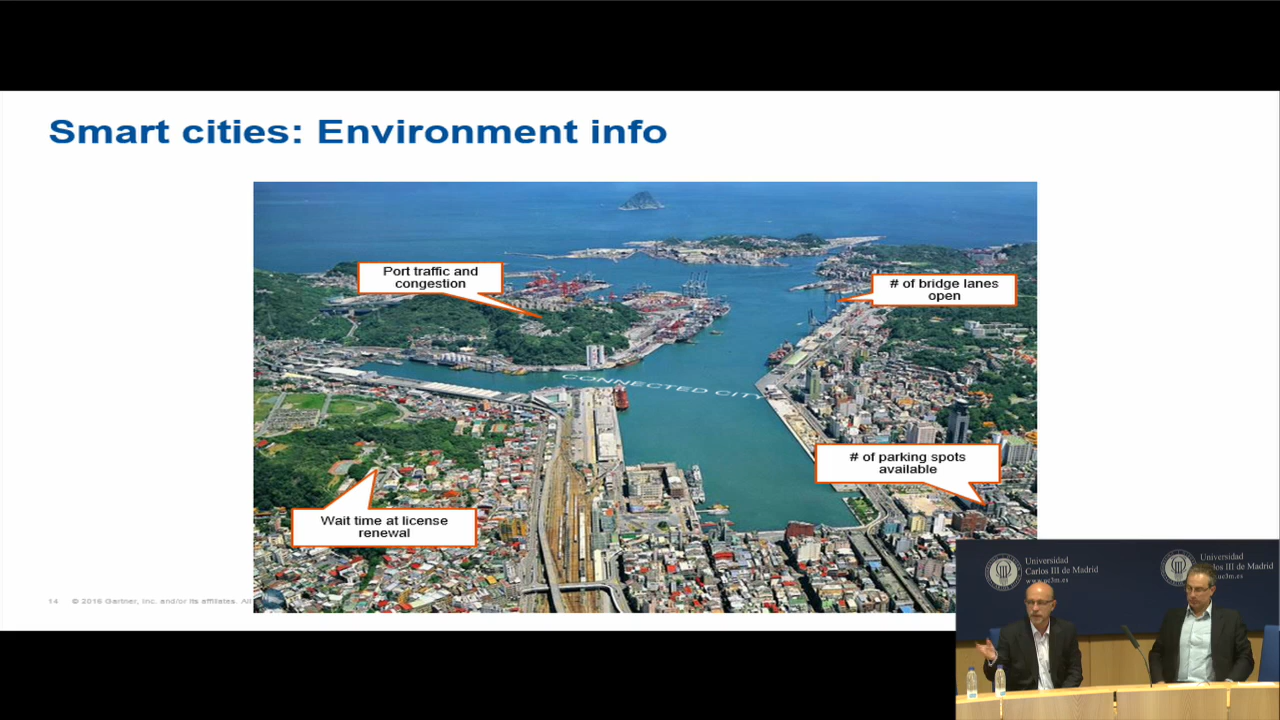 Smart cities: Environment info
Port traffic and
congestion
# of bridge lanes
open
CONNECTED CITY
# of parking spots
available
Wait time at license
renewal
14 © 2016 Gartner, Inc. and/or its affiliates. All
Universidad
Carlos III de Madrid
www.uc3m.es
Universidad
los III de Madrid
uc3m.es